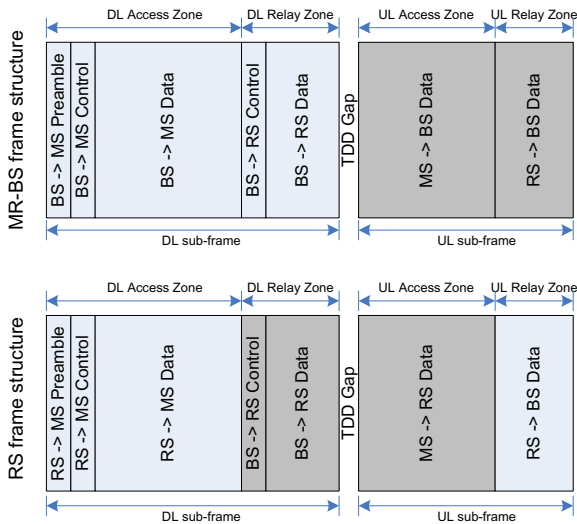 DL Access Zone
DL Relay Zone
UL Access Zone
UL Relay Zone
MR-BS frame structure
BS -> MS Preamble
BS -> MS Control
BS -> MS Data
BS -> RS Control
BS -> RS Data
TDD Gap
MS -> BS Data
RS -> BS Data
DL sub-frame
UL sub-frame
DL Access Zone
DL Relay Zone
UL Access Zone
UL Relay Zone
RS frame structure
RS -> MS Preamble
RS -> MS Control
RS -> MS Data
BS -> RS Control
BS -> RS Data
TDD Gap
MS -> RS Data
RS -> BS Data
DL sub-frame
UL sub-frame